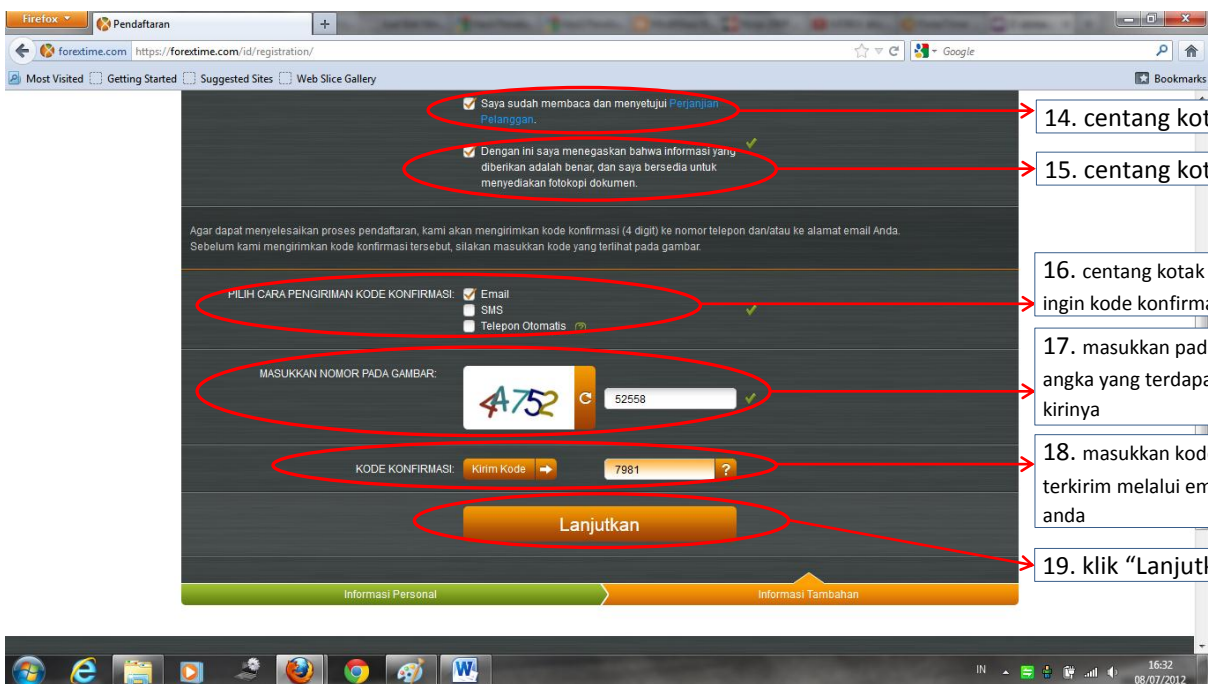 Firefox
Pendaftaran
+
forextime.com https://forextime.com/id/registration/
Google
Most Visited Getting Started Suggested Sites Web Slice Gallery
Bookmarks
Saya sudah membaca dan menyetujui Perjanjian
Pelanggan.
14. centang kot
Dengan ini saya menegaskan bahwa informasi yang
diberikan adalah benar, dan saya bersedia untuk
menyediakan fotokopi dokumen.
15. centang kot
Agar dapat menyelesaikan proses pendaftaran, kami akan mengirimkan kode konfirmasi (4 digit) ke nomor telepon dan/atau ke alamat email Anda.
Sebelum kami mengirimkan kode konfirmasi tersebut, silakan masukkan kode yang terlihat pada gambar.
PILIH CARA PENGIRIMAN KODE KONFIRMASI: Email
SMS
Telepon Otomatis (?)
16. centang kotak
ingin kode konfirma
MASUKKAN NOMOR PADA GAMBAR:
4A752
52558
17. masukkan pad
angka yang terdapa
kirinya
KODE KONFIRMASI: Kirim Kode 7981 ?
18. masukkan kode
terkirim melalui em
anda
Lanjutkan
19. klik “Lanjutk
Informasi Personal
Informasi Tambahan
IN
16:32
08/07/2012